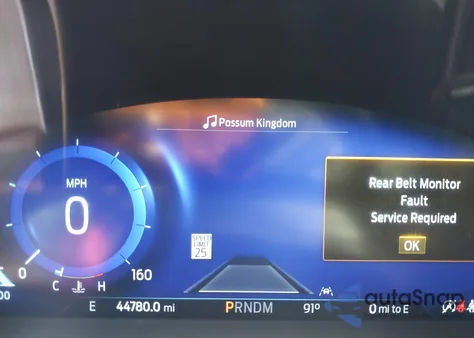 ♫Possum Kingdom
Rear Belt Monitor
Fault
Service Required
OK
MPH
0
SPEED
LIMIT
25
0
160
C H
00
E 44780.0 mi PRNDM 91° 0 mi to E
autoSnap